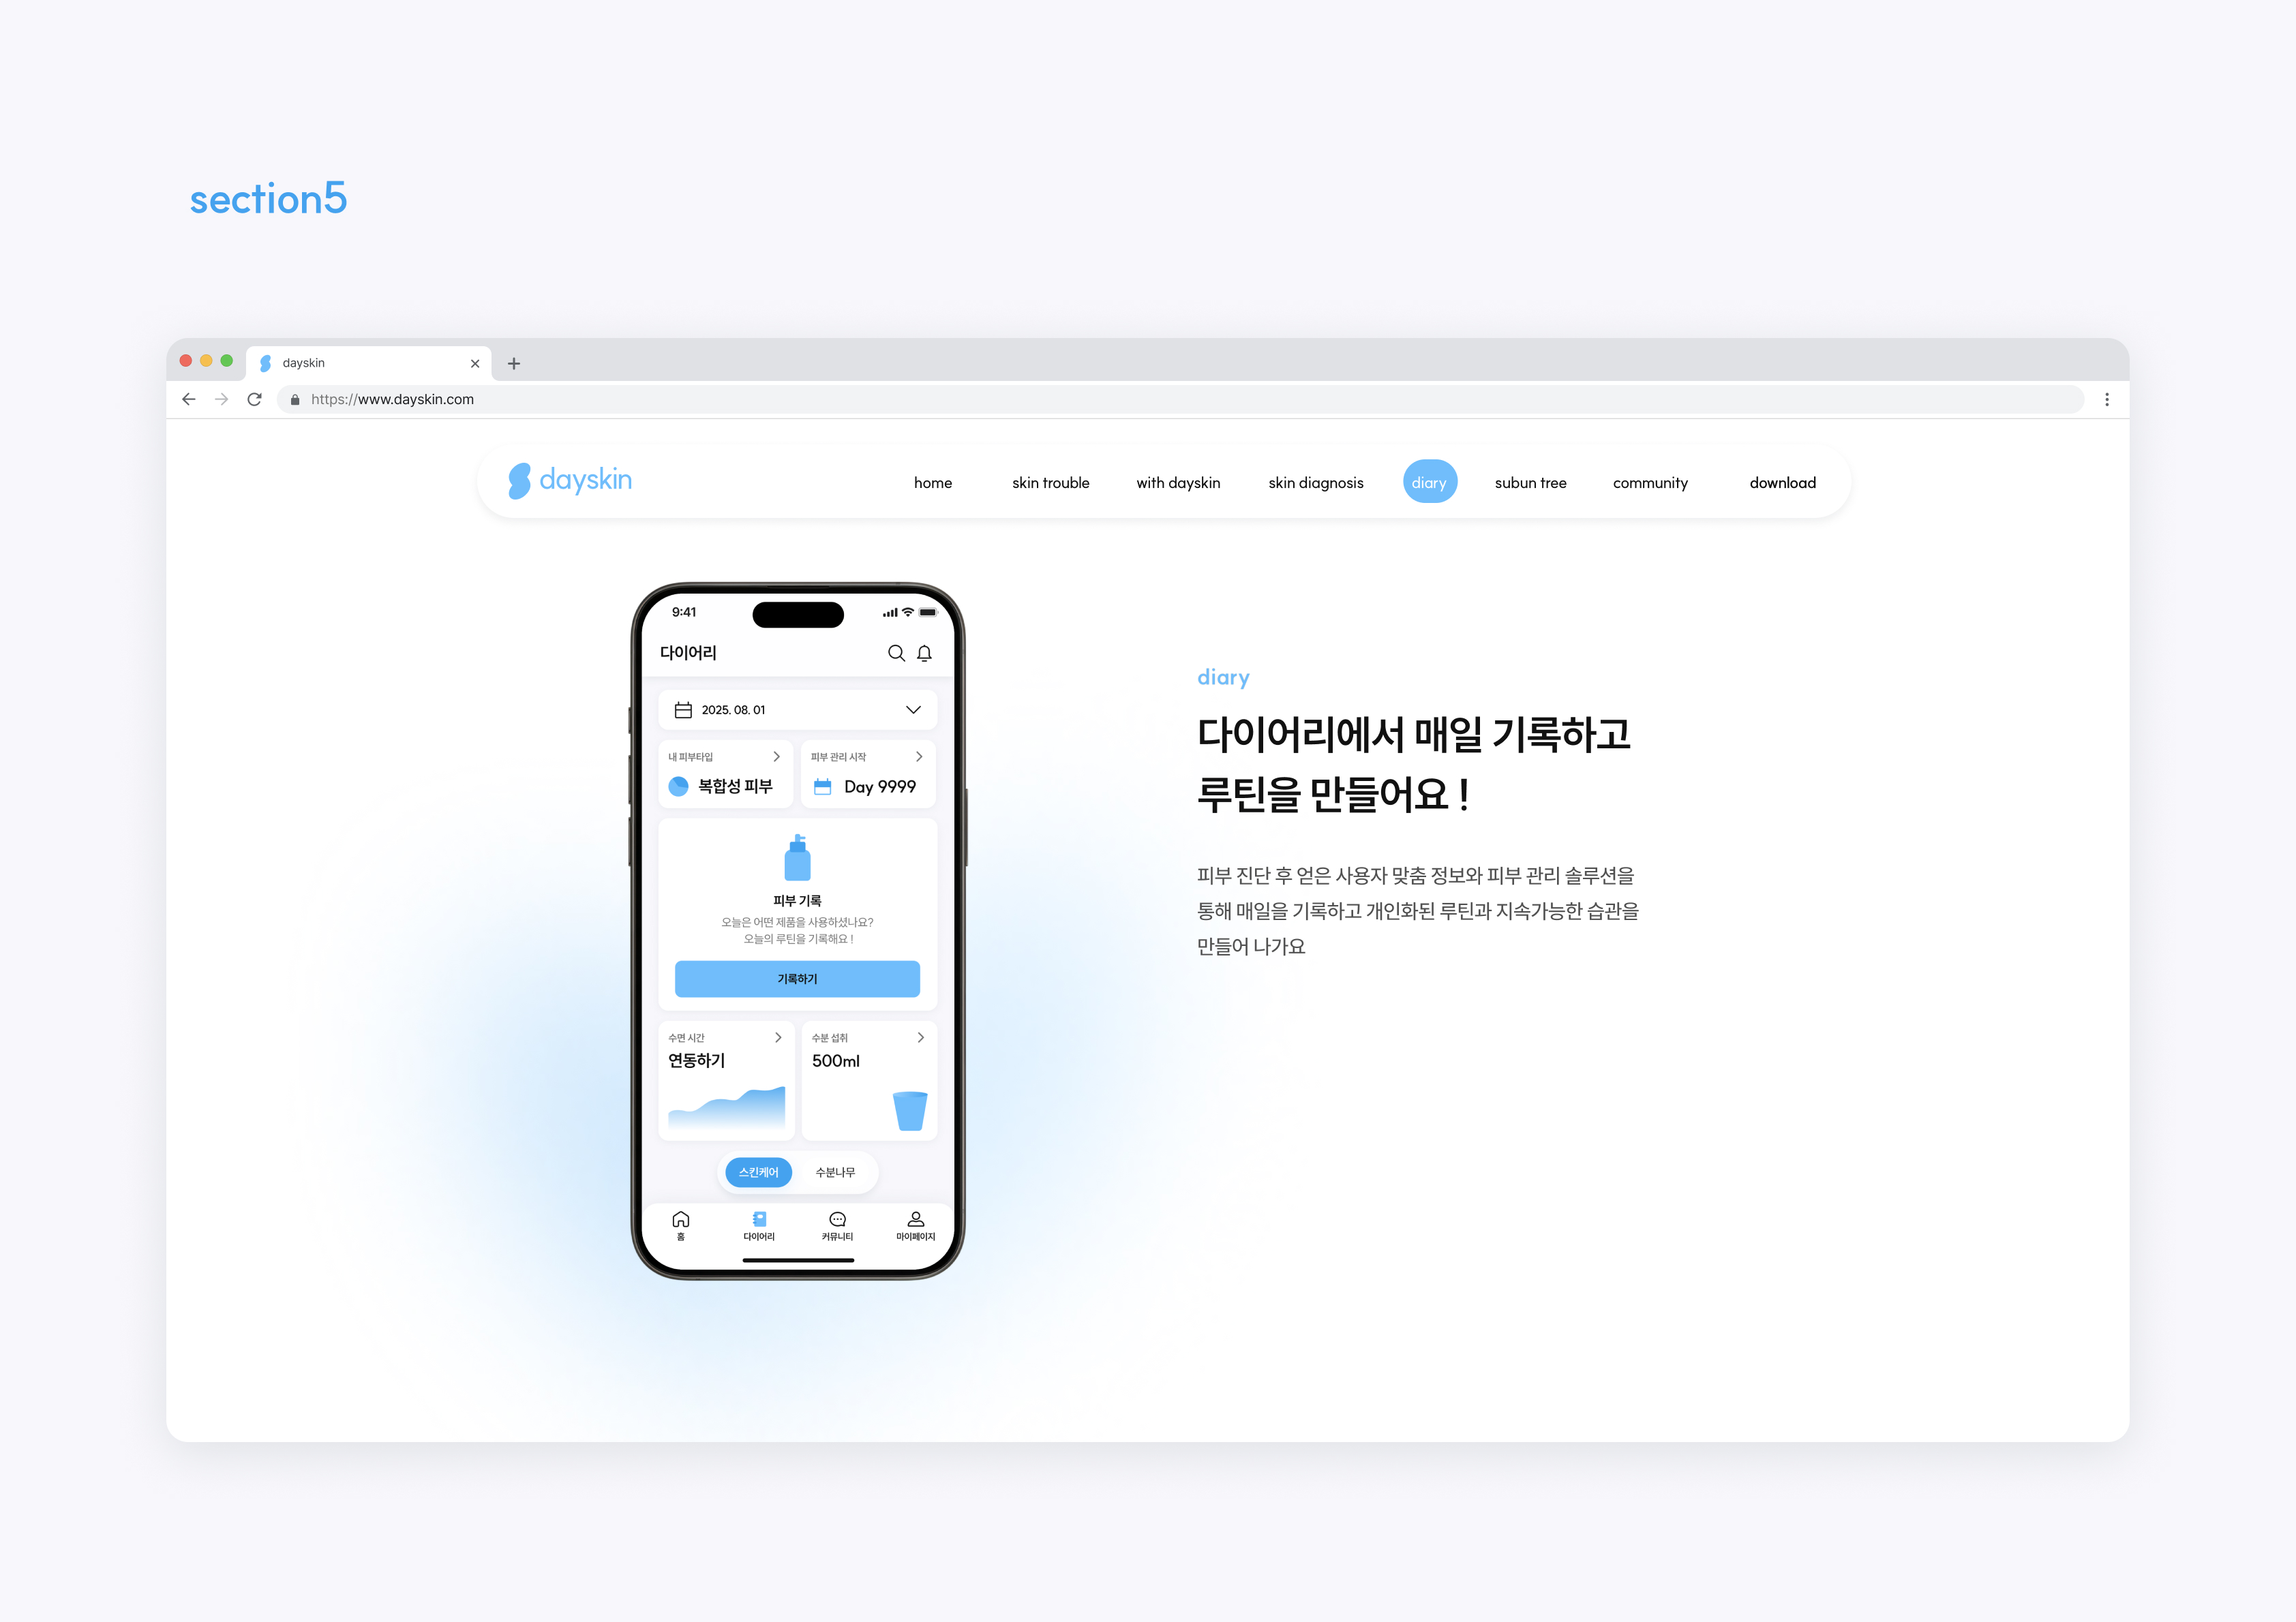 section5
dayskin
https://www.dayskin.com
dayskin
home
skin trouble
with dayskin
skin diagnosis
diary
subun tree
community
download
9:41
다이어리
2025. 08. 01
내 피부타입
복합성 피부
피부 관리 시작
Day 9999
피부 기록
오늘은 어떤 제품을 사용하셨나요?
오늘의 루틴을 기록해요 !
기록하기
수면 시간
연동하기
수분 섭취
500ml
스킨케어
수분나무
홈
다이어리
커뮤니티
마이페이지
diary
다이어리에서 매일 기록하고
루틴을 만들어요 !
피부 진단 후 얻은 사용자 맞춤 정보와 피부 관리 솔루션을
통해 매일을 기록하고 개인화된 루틴과 지속가능한 습관을
만들어 나가요